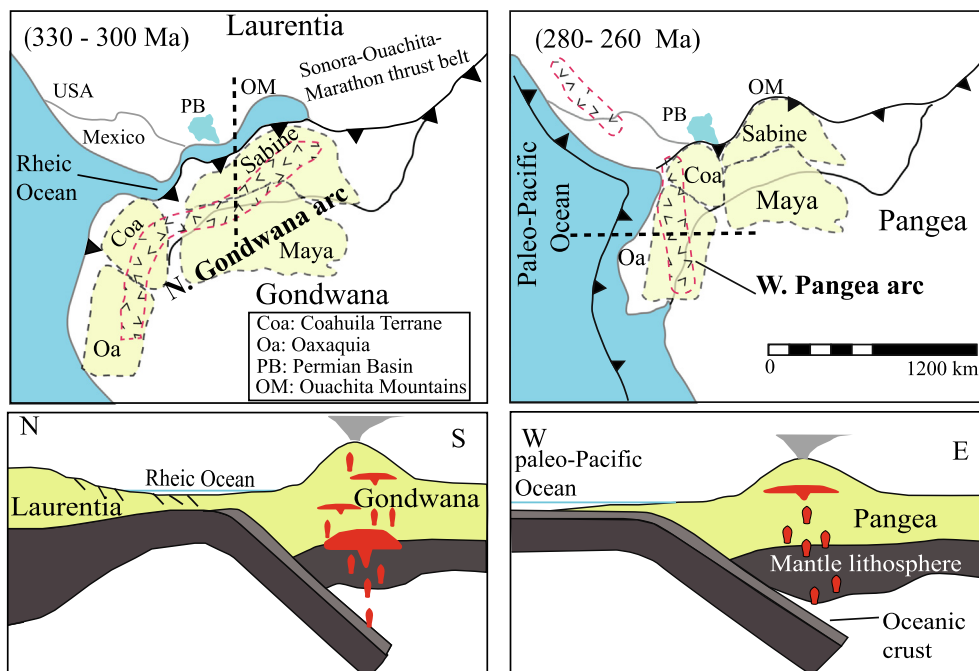 (330 - 300 Ma)
Laurentia
Sonora-Ouachita-
Marathon thrust belt
OM
USA
PB
Mexico
Rheic
Ocean
Sabine
Coa
N. Gondwana arc
Maya
Oa
Gondwana
Coa: Coahuila Terrane
Oa: Oaxaquia
PB: Permian Basin
OM: Ouachita Mountains
(280- 260 Ma)
OM
PB
Sabine
Coa
Maya
Paleo-Pacific
Ocean
Pangea
Oa
W. Pangea arc
0
1200 km
N
S
Rheic Ocean
Laurentia
Gondwana
W
E
paleo-Pacific
Ocean
Pangea
Mantle lithosphere
Oceanic
crust